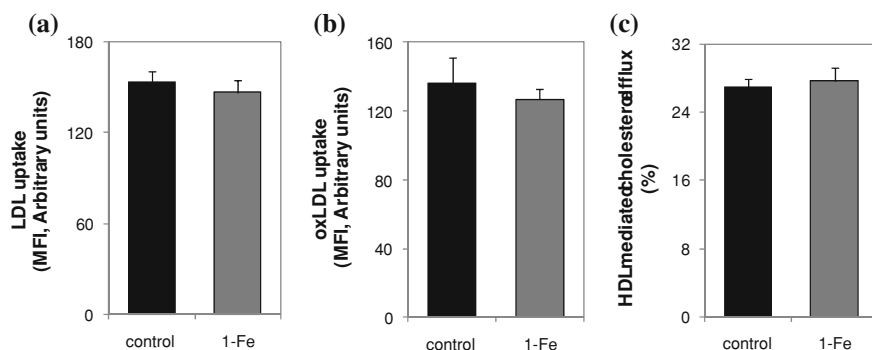 (a)
LDL uptake
(MFI, Arbitrary units)
180
120
60
0
control 1-Fe
(b)
oxLDL uptake
(MFI, Arbitrary units)
160
120
80
40
0
control 1-Fe
(c)
HDLmediatedcholesterolefflux
(%)
32
24
16
8
0
control 1-Fe